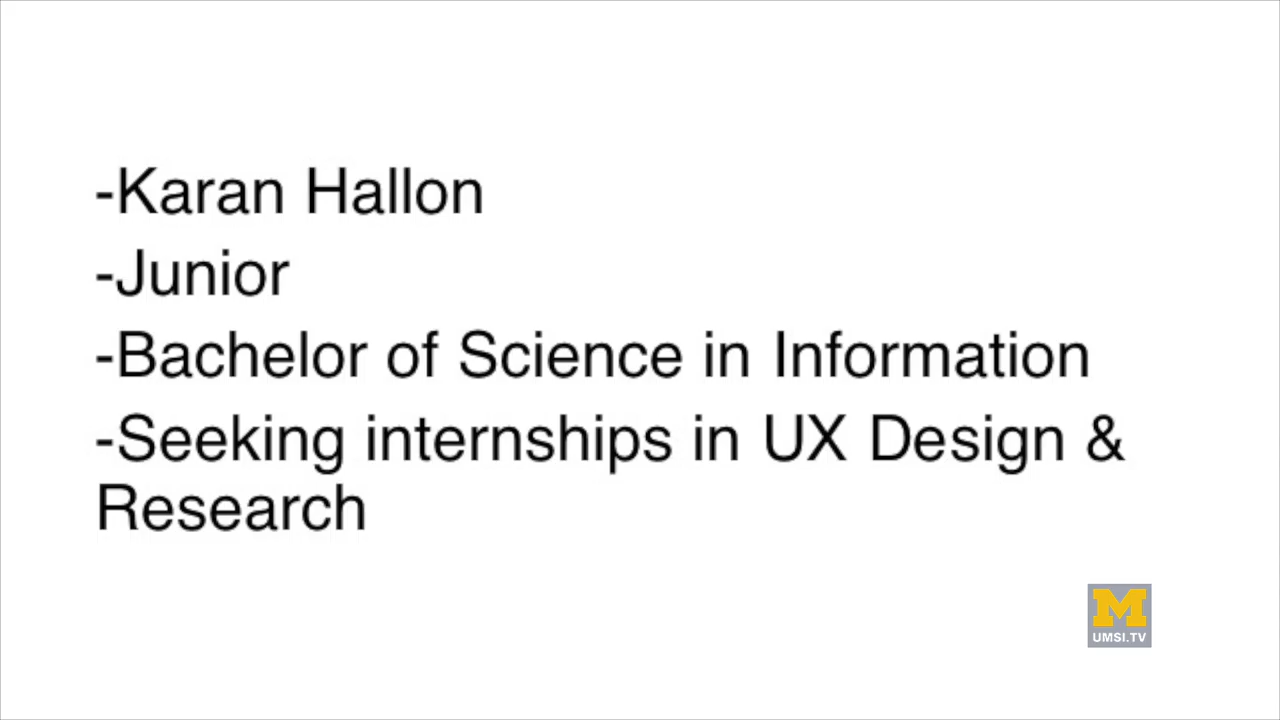 -Karan Hallon
-Junior
-Bachelor of Science in Information
-Seeking internships in UX Design &
Research
M
UMSI.TV